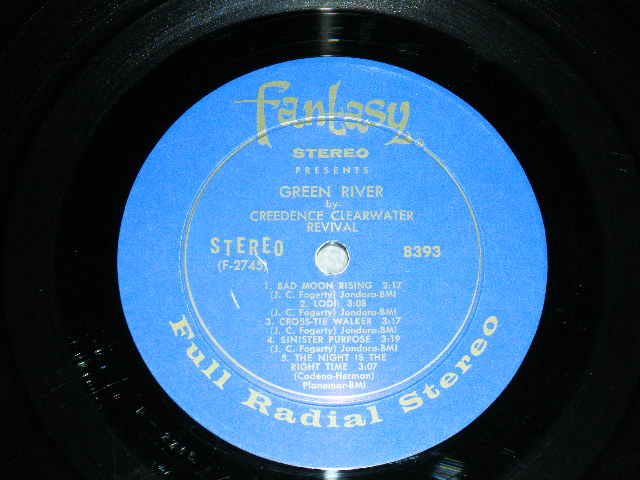 Fantasy®
STEREO
PRESENTS
GREEN RIVER
by
CREEDENCE CLEARWATER
REVIVAL
STEREO
(F-2745)
8393
1. BAD MOON RISING 2:17
(J. C. Fogerty) Jondora-BMI
2. LODI 3:08
(J. C. Fogerty) Jondora-BMI
3. CROSS-TIE WALKER 3:17
(J. C. Fogerty) Jondora-BMI
4. SINISTER PURPOSE 3:19
(J. C. Fogerty) Jondora-BMI
5. THE NIGHT IS THE
RIGHT TIME 3:07
(Cadena-Herman)
Planemar-BMI
Full Radial Stereo